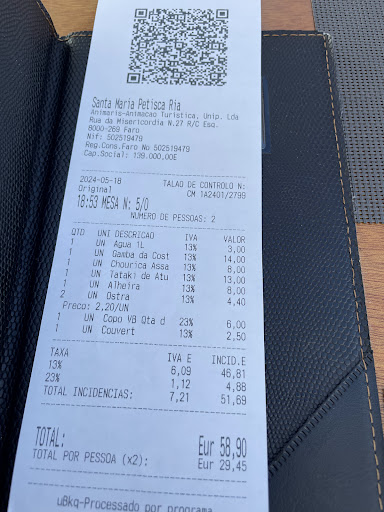 Santa Maria Petisca Ria
Animaris-Animacao Turistica, Unip. Lda
Rua da Misericordia N.27 R/C Esq.
8000-269 Faro
Nif: 502519479
Reg.Cons.Faro No 502519479
Cap.Social: 139.000,00E
2024-05-18 TALAO DE CONTROLO N:
Original CM 1A2401/2799
18:53 MESA N: 5/0
NUMERO DE PESSOAS: 2
QTD UNI DESCRICAO IVA VALOR
1 UN Agua 1L 13% 3,00
1 UN Gamba da Cost 13% 14,00
1 UN Chourica Assa 13% 8,00
1 UN Tataki de Atu 13% 13,00
1 UN Alheira 13% 8,00
2 UN Ostra 13% 4,40
Preco: 2,20/UN
1 UN Copo VB Qta d 23% 6,00
1 UN Couvert 13% 2,50
TAXA IVA E INCID.E
13% 6,09 46,81
23% 1,12 4,88
TOTAL INCIDENCIAS: 7,21 51,69
TOTAL: Eur 58,90
TOTAL POR PESSOA (x2): Eur 29,45
uBkq-Processado por programa